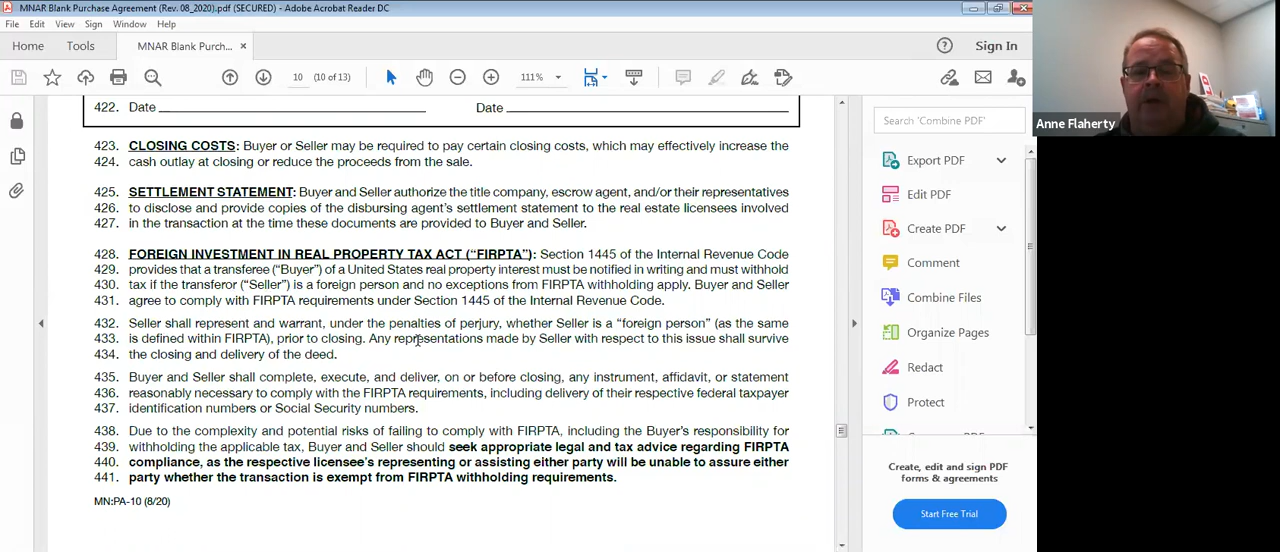 MNAR Blank Purchase Agreement (Rev. 08_2020).pdf (SECURED) - Adobe Acrobat Reader DC
File Edit View Sign Window Help
Home Tools MNAR Blank Purch... × Sign In
10 (10 of 13) 111%
422. Date Date
423. CLOSING COSTS: Buyer or Seller may be required to pay certain closing costs, which may effectively increase the
424. cash outlay at closing or reduce the proceeds from the sale.
425. SETTLEMENT STATEMENT: Buyer and Seller authorize the title company, escrow agent, and/or their representatives
426. to disclose and provide copies of the disbursing agent's settlement statement to the real estate licensees involved
427. in the transaction at the time these documents are provided to Buyer and Seller.
428. FOREIGN INVESTMENT IN REAL PROPERTY TAX ACT ("FIRPTA"): Section 1445 of the Internal Revenue Code
429. provides that a transferee ("Buyer") of a United States real property interest must be notified in writing and must withhold
430. tax if the transferor ("Seller") is a foreign person and no exceptions from FIRPTA withholding apply. Buyer and Seller
431. agree to comply with FIRPTA requirements under Section 1445 of the Internal Revenue Code.
432. Seller shall represent and warrant, under the penalties of perjury, whether Seller is a "foreign person" (as the same
433. is defined within FIRPTA), prior to closing. Any representations made by Seller with respect to this issue shall survive
434. the closing and delivery of the deed.
435. Buyer and Seller shall complete, execute, and deliver, on or before closing, any instrument, affidavit, or statement
436. reasonably necessary to comply with the FIRPTA requirements, including delivery of their respective federal taxpayer
437. identification numbers or Social Security numbers.
438. Due to the complexity and potential risks of failing to comply with FIRPTA, including the Buyer's responsibility for
439. withholding the applicable tax, Buyer and Seller should seek appropriate legal and tax advice regarding FIRPTA
440. compliance, as the respective licensee's representing or assisting either party will be unable to assure either
441. party whether the transaction is exempt from FIRPTA withholding requirements.
MN:PA-10 (8/20)
Search 'Combine PDF'
Export PDF
Edit PDF
Create PDF
Comment
Combine Files
Organize Pages
Redact
Protect
Create, edit and sign PDF
forms & agreements
Start Free Trial
Anne Flaherty